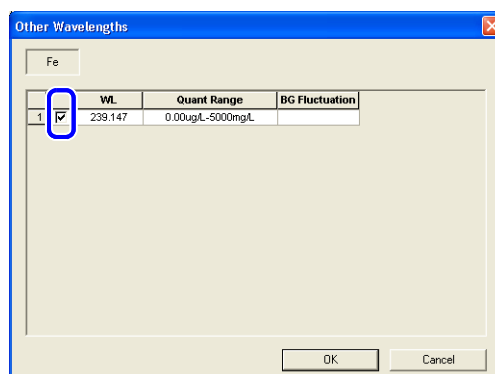 Other Wavelengths
Fe
WL Quant Range BG Fluctuation
1 239.147 0.00ug/L-5000mg/L
OK Cancel